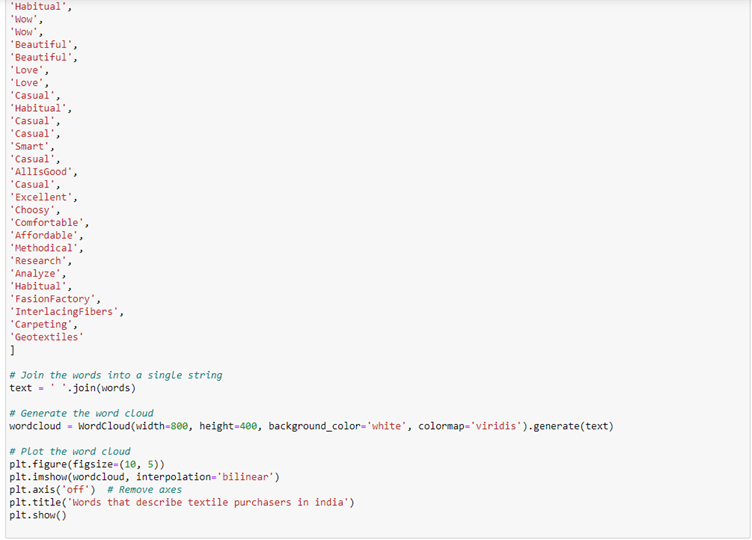 'Habitual',
'Wow',
'Wow',
'Beautiful',
'Beautiful',
'Love',
'Love',
'Casual',
'Habitual',
'Casual',
'Casual',
'Smart',
'Casual',
'AllIsGood',
'Casual',
'Excellent',
'Choosy',
'Comfortable',
'Affordable',
'Methodical',
'Research',
'Analyze',
'Habitual',
'FasionFactory',
'InterlacingFibers',
'Carpeting',
'Geotextiles'
]
# Join the words into a single string
text = ' '.join(words)
# Generate the word cloud
wordcloud = WordCloud(width=800, height=400, background_color='white', colormap='viridis').generate(text)
# Plot the word cloud
plt.figure(figsize=(10, 5))
plt.imshow(wordcloud, interpolation='bilinear')
plt.axis('off')  # Remove axes
plt.title('Words that describe textile purchasers in india')
plt.show()